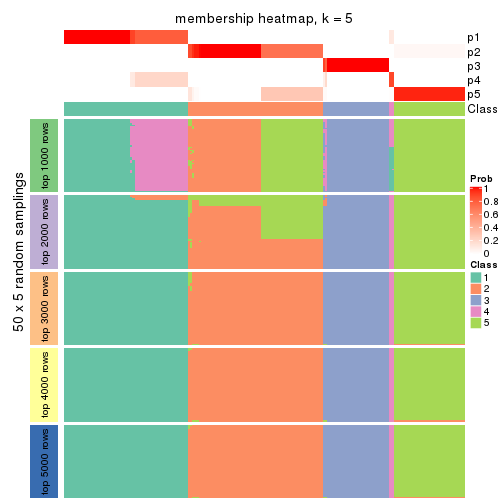 membership heatmap, k = 5
p1
p2
p3
p4
p5
Class
50 x 5 random samplings
top 1000 rows
top 2000 rows
top 3000 rows
top 4000 rows
top 5000 rows
Prob
1
0.8
0.6
0.4
0.2
0
Class
1
2
3
4
5